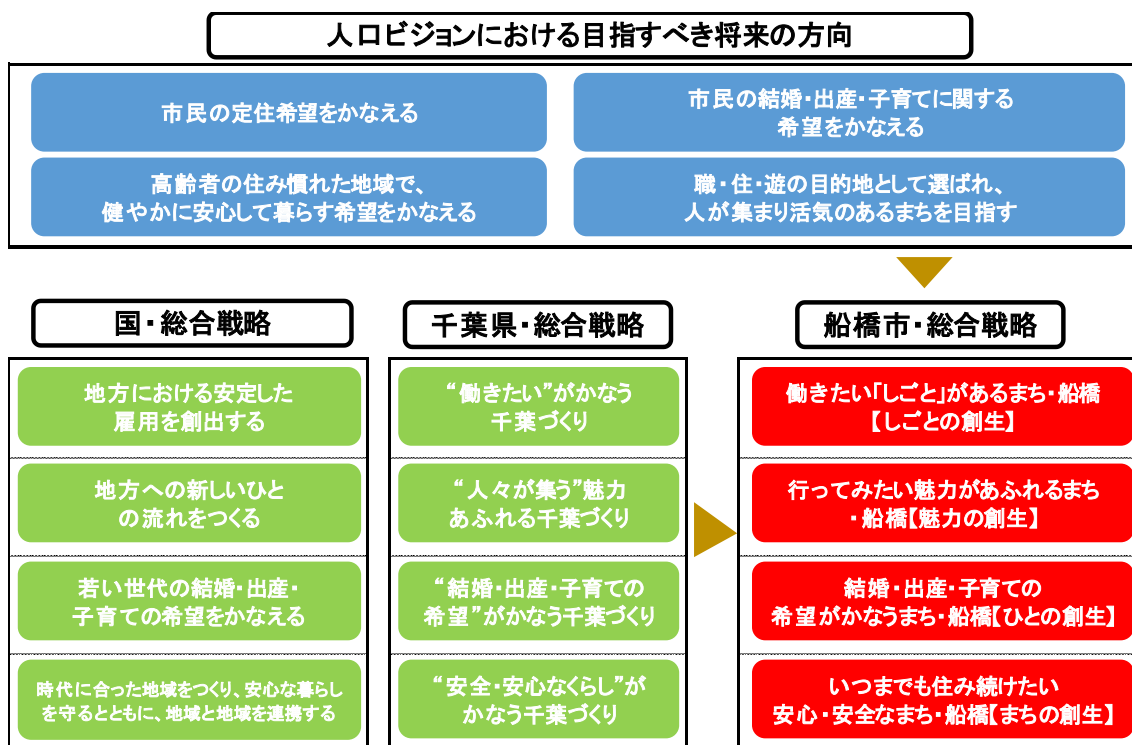 人口ビジョンにおける目指すべき将来の方向
市民の定住希望をかなえる
市民の結婚・出産・子育てに関する
希望をかなえる
高齢者の住み慣れた地域で、
健やかに安心して暮らす希望をかなえる
職・住・遊の目的地として選ばれ、
人が集まり活気のあるまちを目指す
国・総合戦略
地方における安定した
雇用を創出する
地方への新しいひと
の流れをつくる
若い世代の結婚・出産・
子育ての希望をかなえる
時代に合った地域をつくり、安心な暮らし
を守るとともに、地域と地域を連携する
千葉県・総合戦略
“働きたい”がかなう
千葉づくり
“人々が集う”魅力
あふれる千葉づくり
“結婚・出産・子育ての
希望”がかなう千葉づくり
“安全・安心なくらし”が
かなう千葉づくり
船橋市・総合戦略
働きたい「しごと」があるまち・船橋
【しごとの創生】
行ってみたい魅力があふれるまち
・船橋【魅力の創生】
結婚・出産・子育ての
希望がかなうまち・船橋【ひとの創生】
いつまでも住み続けたい
安心・安全なまち・船橋【まちの創生】